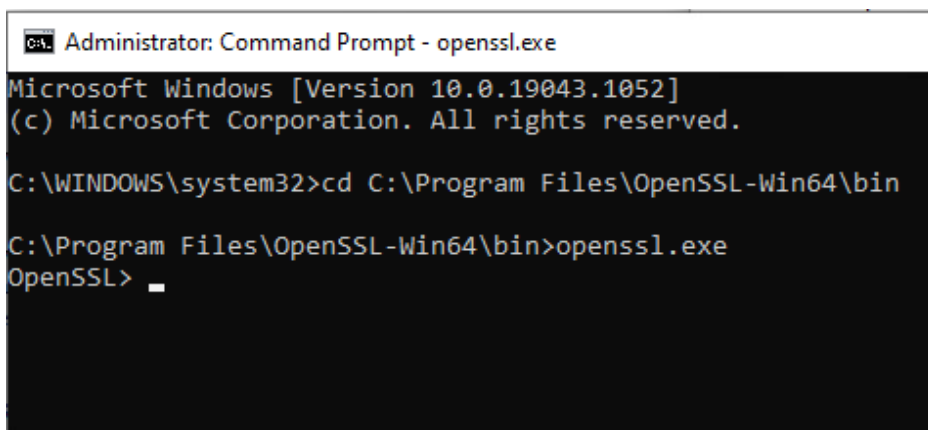 Administrator: Command Prompt - openssl.exe
Microsoft Windows [Version 10.0.19043.1052]
(c) Microsoft Corporation. All rights reserved.
C:\WINDOWS\system32>cd C:\Program Files\OpenSSL-Win64\bin
C:\Program Files\OpenSSL-Win64\bin>openssl.exe
OpenSSL>